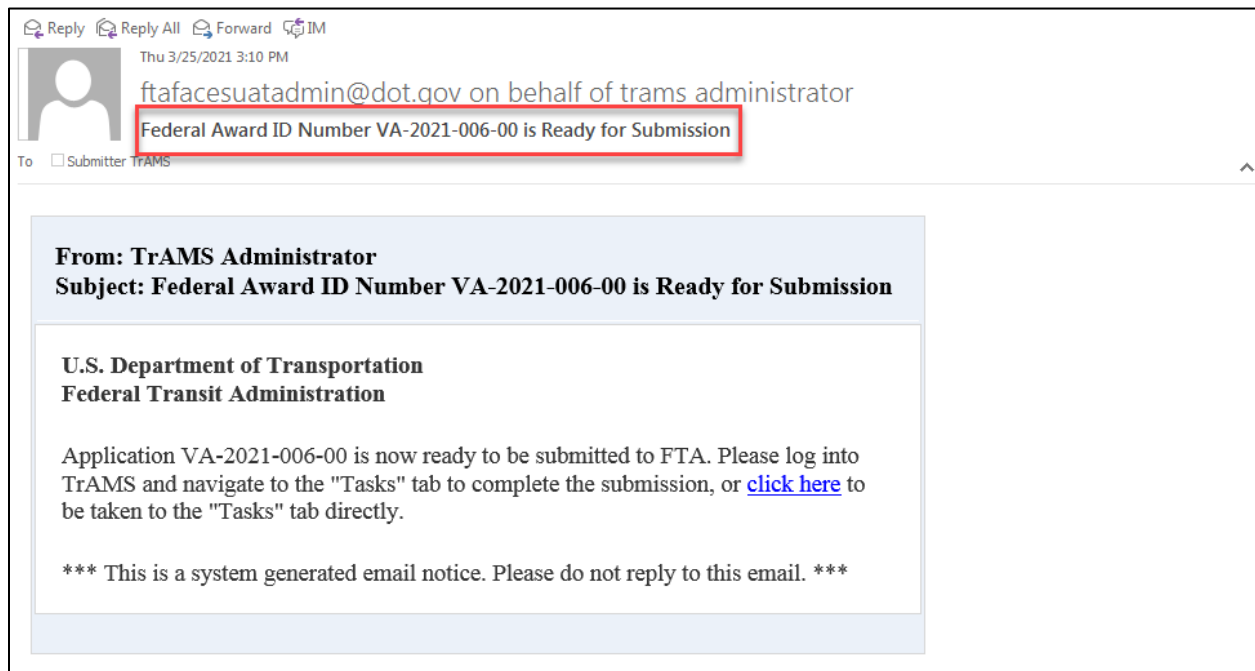 Reply Reply All Forward IM
Thu 3/25/2021 3:10 PM
ftafacesuatadmin@dot.gov on behalf of trams administrator
Federal Award ID Number VA-2021-006-00 is Ready for Submission
To Submitter TrAMS
From: TrAMS Administrator
Subject: Federal Award ID Number VA-2021-006-00 is Ready for Submission
U.S. Department of Transportation
Federal Transit Administration
Application VA-2021-006-00 is now ready to be submitted to FTA. Please log into
TrAMS and navigate to the "Tasks" tab to complete the submission, or click here to
be taken to the "Tasks" tab directly.
*** This is a system generated email notice. Please do not reply to this email. ***